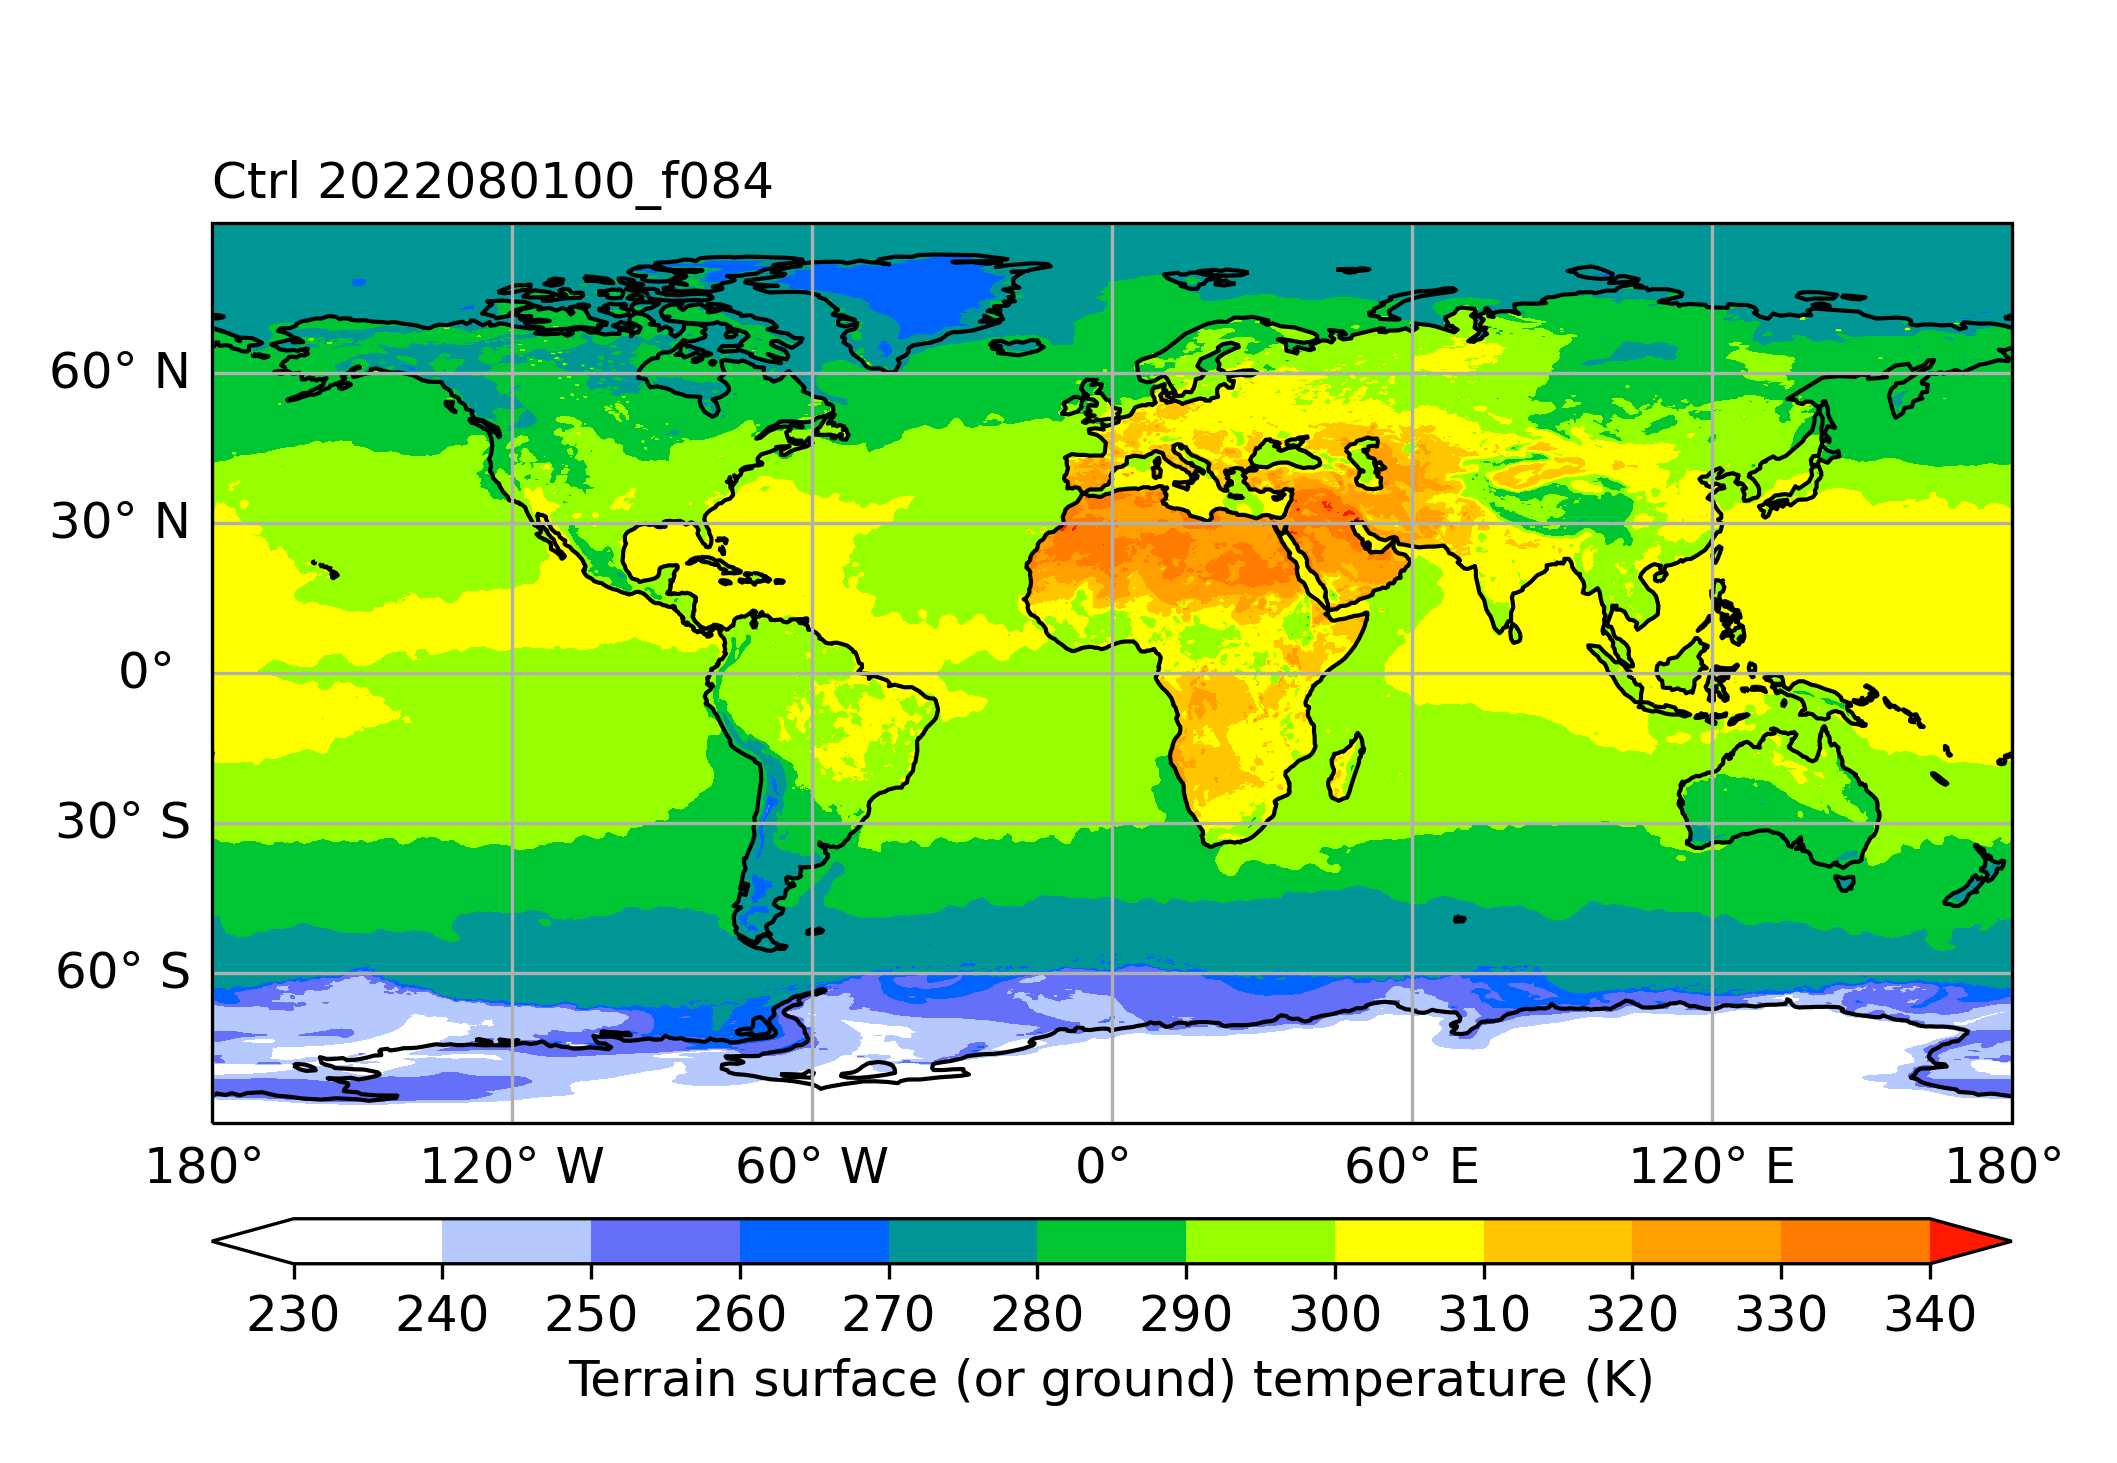 Ctrl 2022080100_f084
60° N
30° N
0°
30° S
60° S
180° 120° W 60° W 0° 60° E 120° E 180°
230 240 250 260 270 280 290 300 310 320 330 340
Terrain surface (or ground) temperature (K)